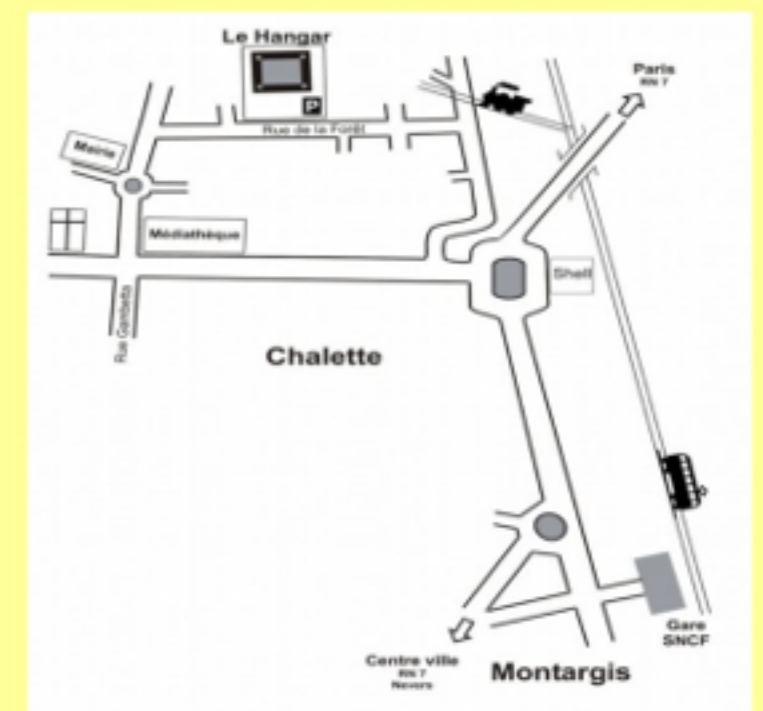 Le Hangar
Paris
RN 7
P
Rue de la Forêt
Mairie
Médiathèque
Shell
Rue Gambetta
Chalette
Gare
SNCF
Centre ville
RN 7
Nevers
Montargis